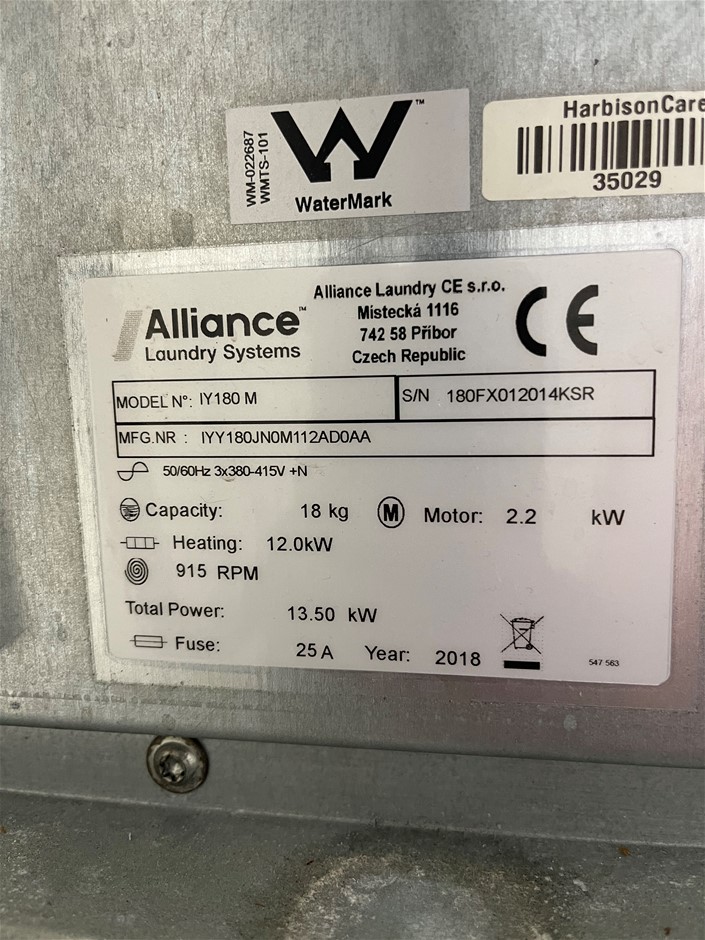 WM-022687
WMTS-101
™
WaterMark
HarbisonCare
35029
Alliance™
Laundry Systems
Alliance Laundry CE s.r.o.
Místecká 1116
742 58 Příbor
Czech Republic
CE
MODEL N°: IY180 M
S/N 180FX012014KSR
MFG.NR : IYY180JN0M112AD0AA
50/60Hz 3x380-415V +N
Capacity: 18 kg
M Motor: 2.2 kW
Heating: 12.0kW
915 RPM
Total Power: 13.50 kW
Fuse: 25 A Year: 2018
547 563